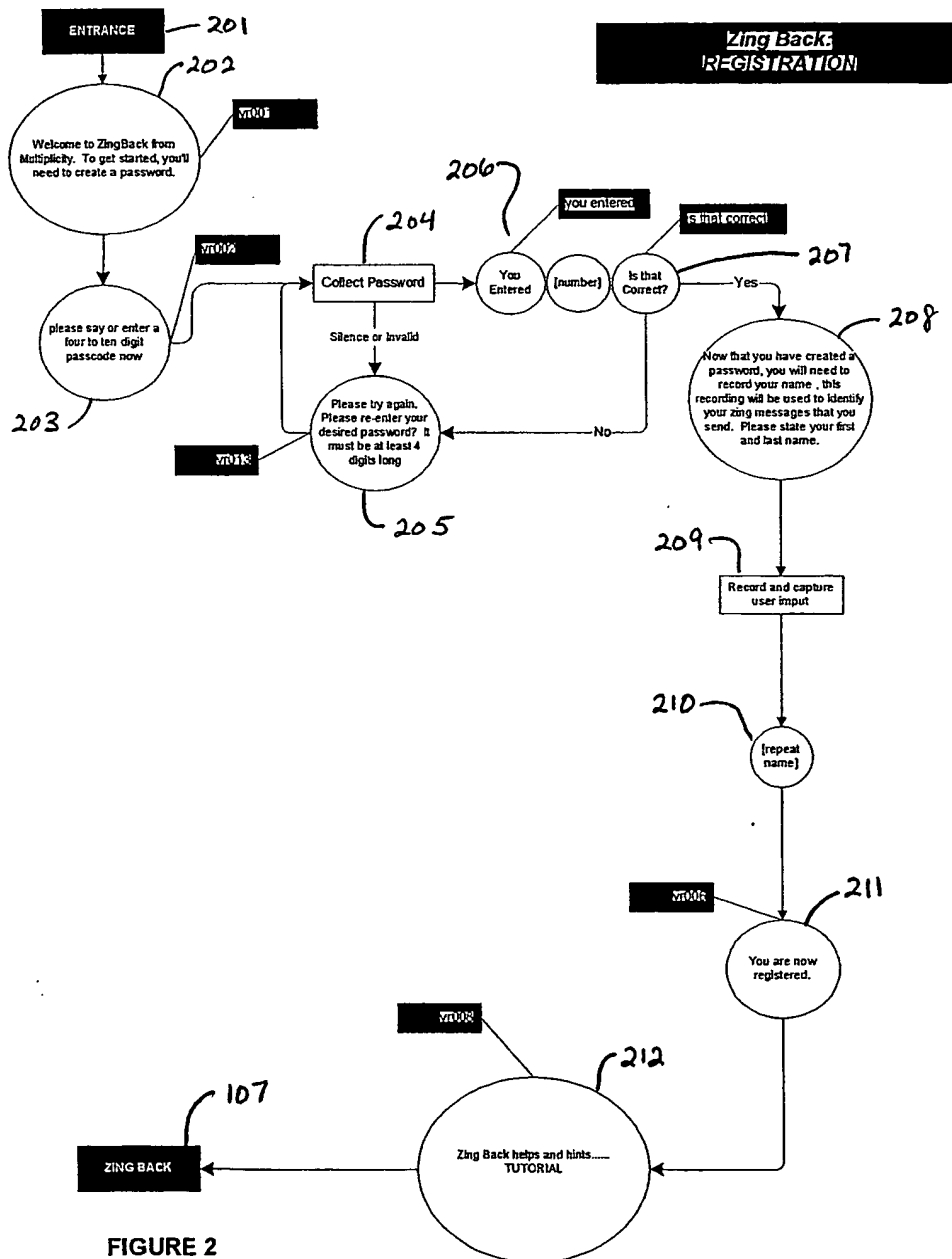 ENTRANCE
201
Zing Back:
REGISTRATION
202
vr001
Welcome to ZingBack from
Multiplicity. To get started, you'll
need to create a password.
206
you entered
204
is that correct
vr002
207
Collect Password
You
Entered
[number]
Is that
Correct?
Yes
please say or enter a
four to ten digit
passcode now
208
Silence or Invalid
203
Now that you have created a
password, you will need to
record your name , this
recording will be used to identify
your zing messages that you
send. Please state your first
and last name.
Please try again.
Please re-enter your
desired password? It
must be at least 4
digits long
No
vr013
205
209
Record and capture
user imput
210
[repeat
name]
211
vr006
You are now
registered.
212
107
Zing Back helps and hints......
TUTORIAL
ZING BACK
FIGURE 2